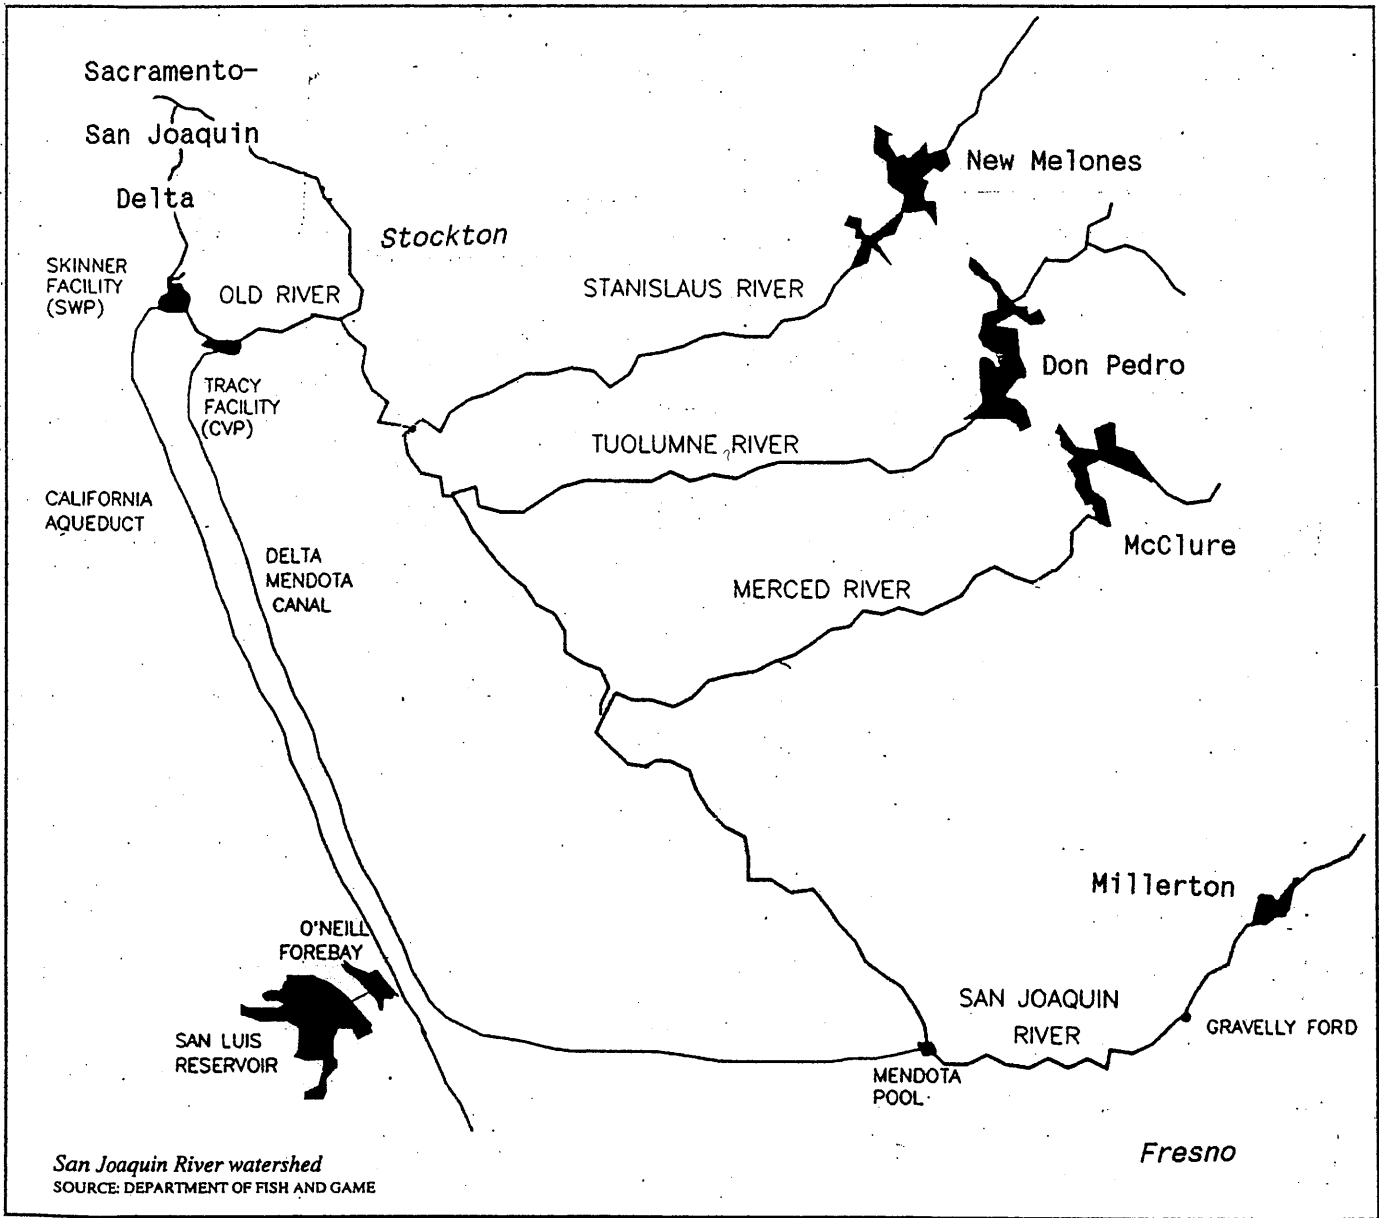 Sacramento-
San Joaquin
Delta
Stockton
New Melones
SKINNER
FACILITY
(SWP)
OLD RIVER
STANISLAUS RIVER
Don Pedro
TRACY
FACILITY
(CVP)
TUOLUMNE RIVER
CALIFORNIA
AQUEDUCT
McClure
DELTA
MENDOTA
CANAL
MERCED RIVER
Millerton
O'NEILL
FOREBAY
SAN LUIS
RESERVOIR
SAN JOAQUIN
RIVER
GRAVELLY FORD
MENDOTA
POOL
Fresno
San Joaquin River watershed
SOURCE: DEPARTMENT OF FISH AND GAME